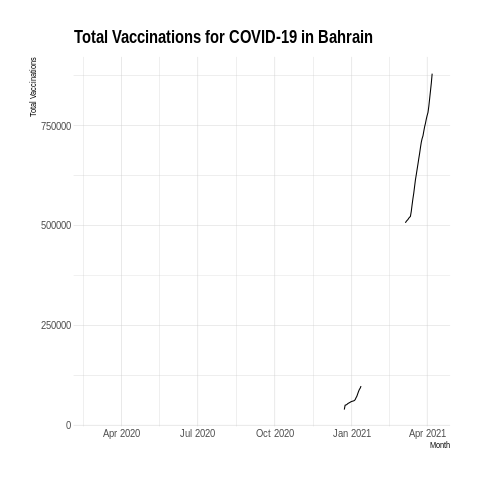 Total Vaccinations for COVID-19 in Bahrain
Total Vaccinations
750000
500000
250000
0
Apr 2020 Jul 2020 Oct 2020 Jan 2021 Apr 2021
Month